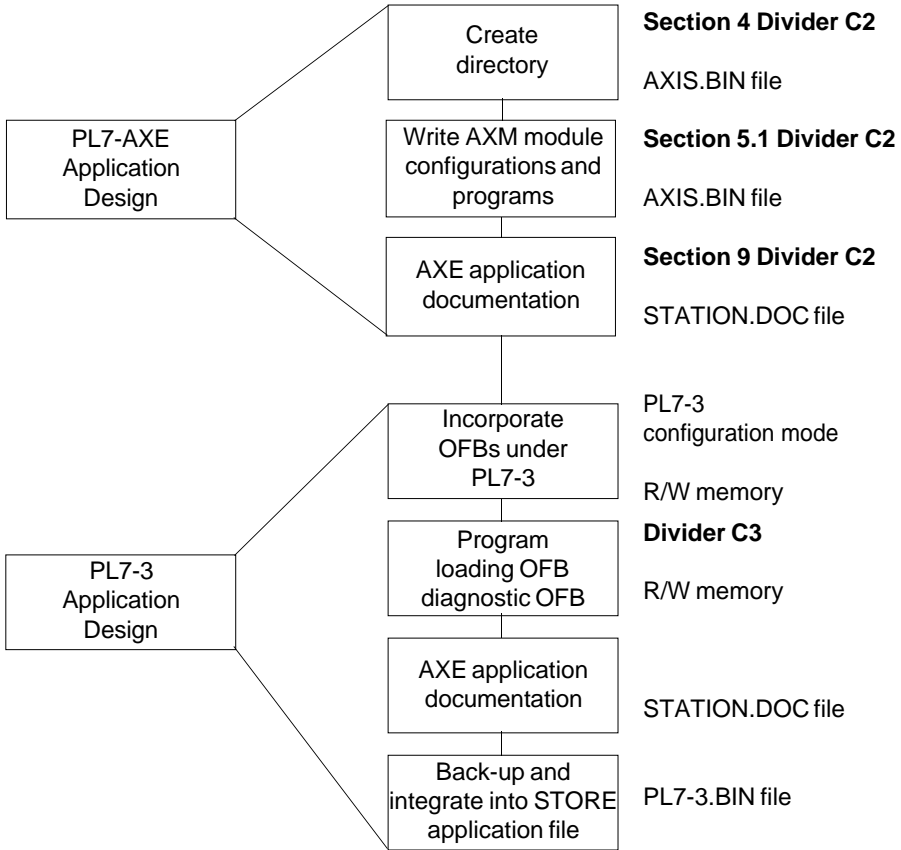 Create
directory
Section 4 Divider C2
AXIS.BIN file
PL7-AXE
Application
Design
Write AXM module
configurations and
programs
Section 5.1 Divider C2
AXIS.BIN file
AXE application
documentation
Section 9 Divider C2
STATION.DOC file
Incorporate
OFBs under
PL7-3
PL7-3
configuration mode
R/W memory
PL7-3
Application
Design
Program
loading OFB
diagnostic OFB
Divider C3
R/W memory
AXE application
documentation
STATION.DOC file
Back-up and
integrate into STORE
application file
PL7-3.BIN file